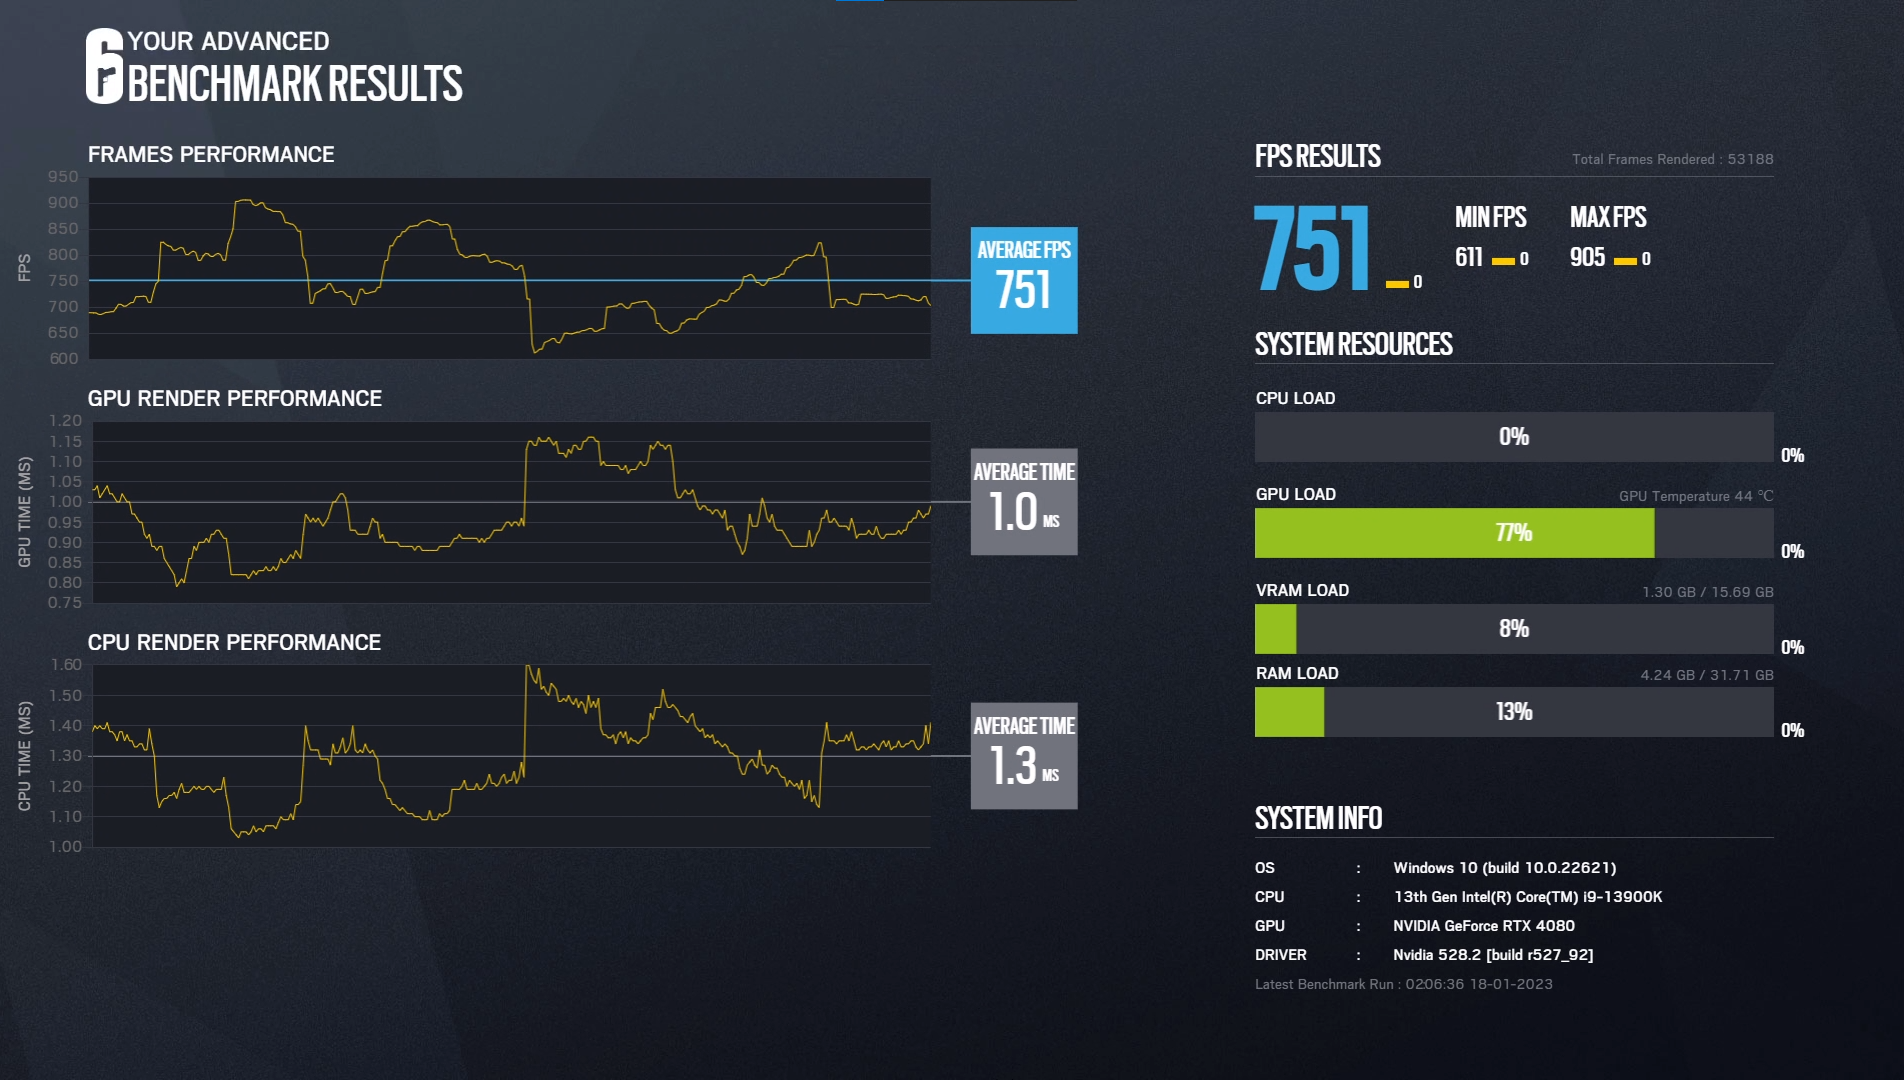 6
YOUR ADVANCED
BENCHMARK RESULTS
FRAMES PERFORMANCE
FPS
950
900
850
800
750
700
650
600
AVERAGE FPS
751
GPU RENDER PERFORMANCE
GPU TIME (MS)
1.20
1.15
1.10
1.05
1.00
0.95
0.90
0.85
0.80
0.75
AVERAGE TIME
1.0 MS
CPU RENDER PERFORMANCE
CPU TIME (MS)
1.60
1.50
1.40
1.30
1.20
1.10
1.00
AVERAGE TIME
1.3 MS
FPS RESULTS
Total Frames Rendered : 53188
751 0
MIN FPS
611 0
MAX FPS
905 0
SYSTEM RESOURCES
CPU LOAD
0%
0%
GPU LOAD
GPU Temperature 44 °C
77%
0%
VRAM LOAD
1.30 GB / 15.69 GB
8%
0%
RAM LOAD
4.24 GB / 31.71 GB
13%
0%
SYSTEM INFO
OS : Windows 10 (build 10.0.22621)
CPU : 13th Gen Intel(R) Core(TM) i9-13900K
GPU : NVIDIA GeForce RTX 4080
DRIVER : Nvidia 528.2 [build r527_92]
Latest Benchmark Run : 02:06:36 18-01-2023